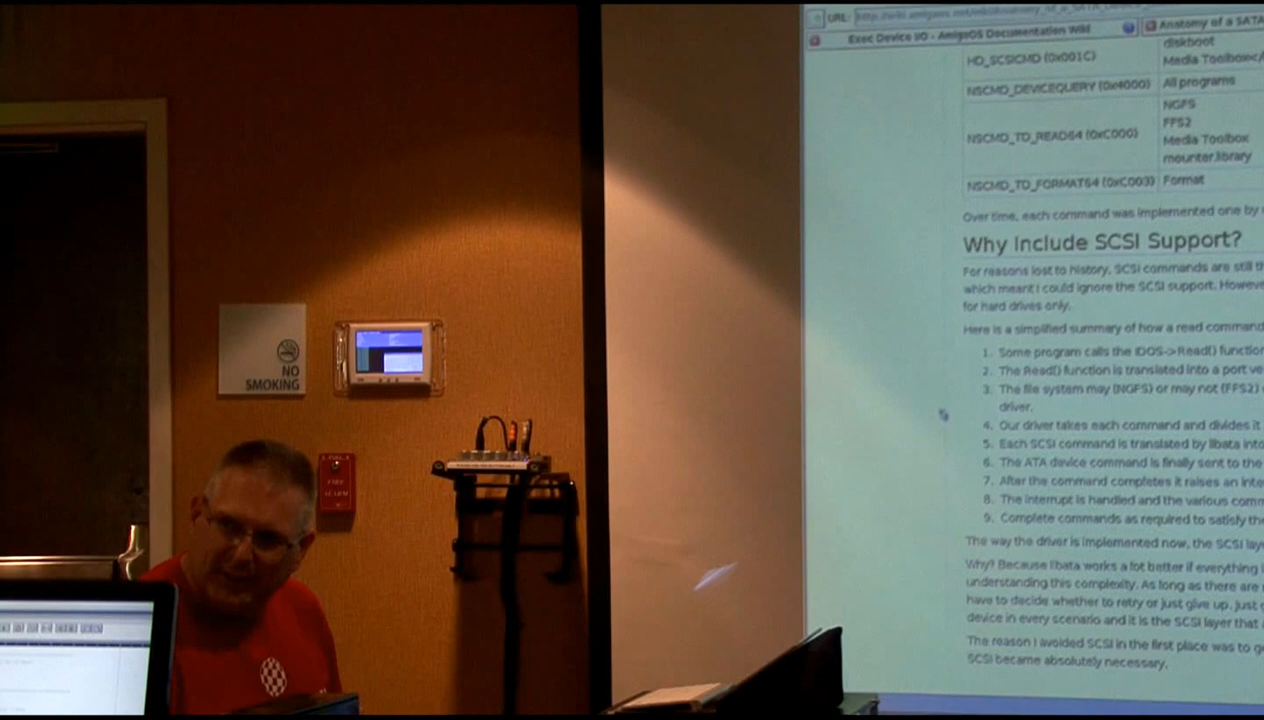 NO
SMOKING
FIRE
ALARM
URL:
Exec Device I/O - AmigaOS Documentation Wiki
Anatomy of a SATA
HD_SCSICMD (0x001C)
diskboot
Media Toolbox
NSCMD_DEVICEQUERY (0x4000)
All programs
NSCMD_TD_READ64 (0xC000)
NGFS
FFS2
Media Toolbox
mounter.library
NSCMD_TD_FORMAT64 (0xC003)
Format
Over time, each command was implemented one by
Why Include SCSI Support?
For reasons lost to history, SCSI commands are still
which meant I could ignore the SCSI support. Howeve
for hard drives only.
Here is a simplified summary of how a read command
1. Some program calls the IDOS->Read() function
2. The Read() function is translated into a port ve
3. The file system may (NGFS) or may not (FFS2)
driver.
4. Our driver takes each command and divides it
5. Each SCSI command is translated by libata into
6. The ATA device command is finally sent to the
7. After the command completes it raises an inte
8. The interrupt is handled and the various comm
9. Complete commands as required to satisfy the
The way the driver is implemented now, the SCSI lay
Why? Because libata works a lot better if everything
understanding this complexity. As long as there are
have to decide whether to retry or just give up. Just
device in every scenario and it is the SCSI layer that
The reason I avoided SCSI in the first place was to
SCSI became absolutely necessary.